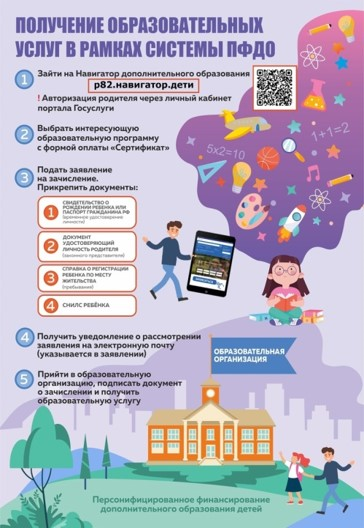 ПОЛУЧЕНИЕ ОБРАЗОВАТЕЛЬНЫХ
УСЛУГ В РАМКАХ СИСТЕМЫ ПФДО
1 Зайти на Навигатор дополнительного образования
р82.навигатор.дети
! Авторизация родителя через личный кабинет
портала Госуслуги
2 Выбрать интересующую
образовательную программу
с формой оплаты «Сертификат»
3 Подать заявление
на зачисление.
Прикрепить документы:
1 СВИДЕТЕЛЬСТВО О
РОЖДЕНИИ РЕБЕНКА ИЛИ
ПАСПОРТ ГРАЖДАНИНА РФ
(временное удостоверение
личности)
2 ДОКУМЕНТ
УДОСТОВЕРЯЮЩИЙ
ЛИЧНОСТЬ РОДИТЕЛЯ
(законного представителя)
3 СПРАВКА О РЕГИСТРАЦИИ
РЕБЕНКА ПО МЕСТУ
ЖИТЕЛЬСТВА
(пребывания)
4 СНИЛС РЕБЁНКА
1+1=2
5x2=10
4 Получить уведомление о рассмотрении
заявления на электронную почту
(указывается в заявлении)
5 Прийти в образовательную
организацию, подписать документ
о зачислении и получить
образовательную услугу
ОБРАЗОВАТЕЛЬНАЯ
ОРГАНИЗАЦИЯ
Персонифицированное финансирование
дополнительного образования детей